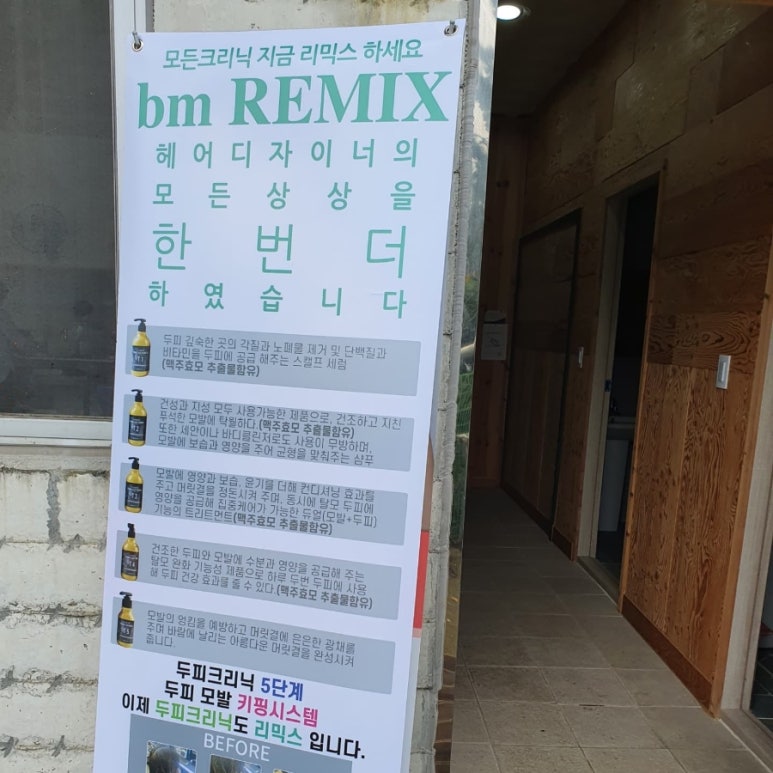 모든크리닉 지금 리믹스 하세요
bm REMIX
헤어디자이너의
모든상상을
한번더
하였습니다
두피 깊숙한 곳의 각질과 노폐물 제거 및 단백질과
비타민을 두피에 공급 해주는 스캘프 세럼
(맥주효모 추출물함유)
건성과 지성 모두 사용가능한 제품으로, 건조하고 지친
푸석한 모발에 탁월하다.(맥주효모 추출물함유)
또한 세안이나 바디클린저로도 사용이 무방하며,
모발에 보습과 영양을 주어 균형을 맞춰주는 샴푸
모발에 영양과 보습, 윤기를 더해 컨디셔닝 효과를
주고 머릿결을 정돈시켜 주며, 동시에 탈모 두피에
영양을 공급해 집중케어가 가능한 듀얼(모발+두피)
기능의 트리트먼트(맥주효모 추출물함유)
건조한 두피와 모발에 수분과 영양을 공급해 주는
탈모 완화 기능성 제품으로 하루 두번 두피에 사용
해 두피 건강 효과를 줄 수 있다.(맥주효모 추출물함유)
모발의 엉킴을 예방하고 머릿결에 은은한 광채를
주며 바람에 날리는 아름다운 머릿결을 완성시켜
줍니다.
두피크리닉 5단계
두피 모발 키핑시스템
이제 두피크리닉도 리믹스 입니다.
BEFORE